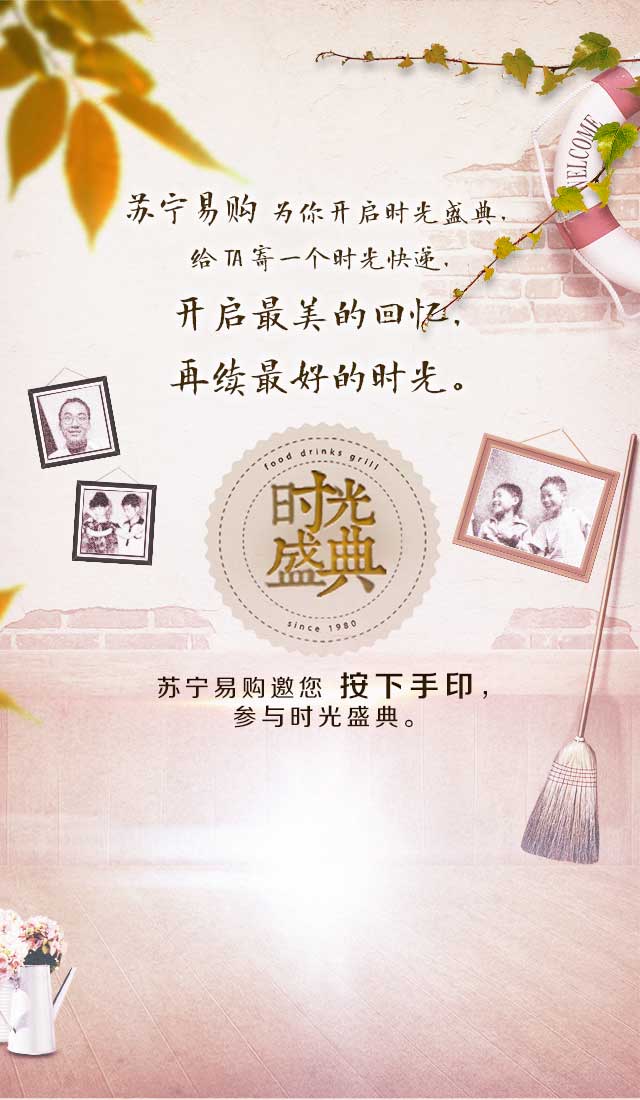 WELCOME
苏宁易购 为你开启时光盛典,
给 TA 寄一个时光快递,
开启最美的回忆,
再续最好的时光。
food drinks grill
时光
盛典
since 1980
苏宁易购邀您 按下手印,
参与时光盛典。